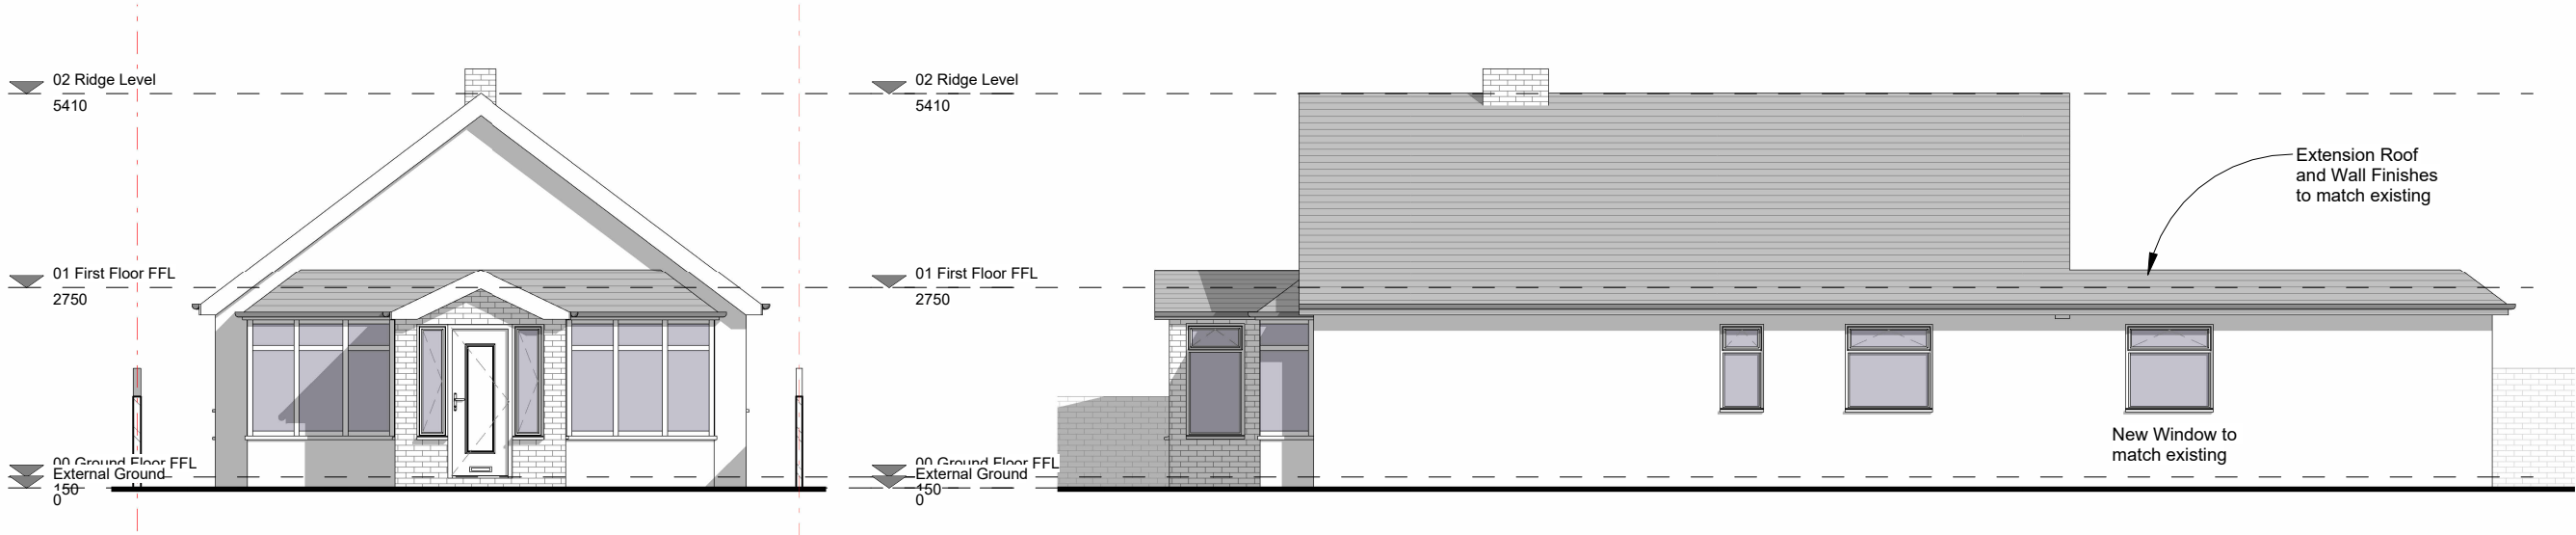 02 Ridge Level
5410
01 First Floor FFL
2750
00 Ground Floor FFL
External Ground
150
0
02 Ridge Level
5410
01 First Floor FFL
2750
00 Ground Floor FFL
External Ground
150
0
Extension Roof
and Wall Finishes
to match existing
New Window to
match existing